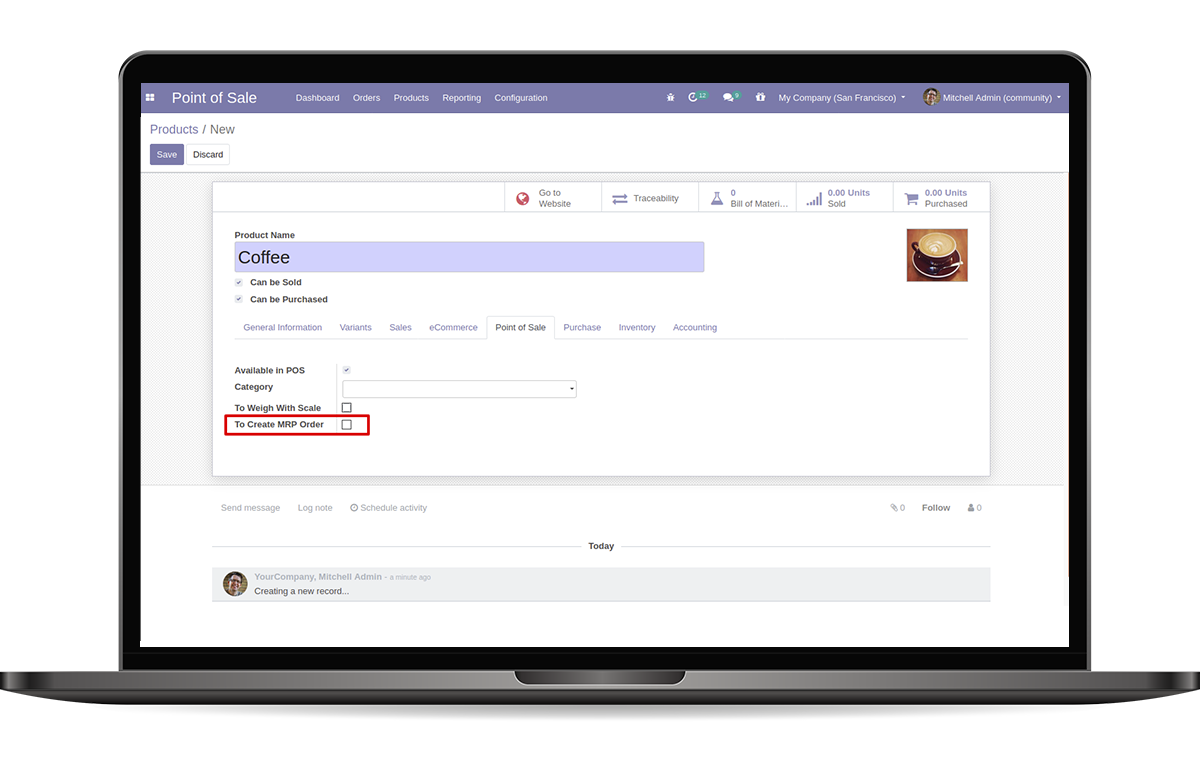 Point of Sale Dashboard Orders Products Reporting Configuration 12 9 My Company (San Francisco) Mitchell Admin (community)
Products / New
Save Discard
Go to Website Traceability 0 Bill of Materi... 0.00 Units Sold 0.00 Units Purchased
Product Name
Coffee
Can be Sold
Can be Purchased
General Information Variants Sales eCommerce Point of Sale Purchase Inventory Accounting
Available in POS
Category
To Weigh With Scale
To Create MRP Order
Send message Log note Schedule activity 0 Follow 0
Today
YourCompany, Mitchell Admin - a minute ago
Creating a new record...